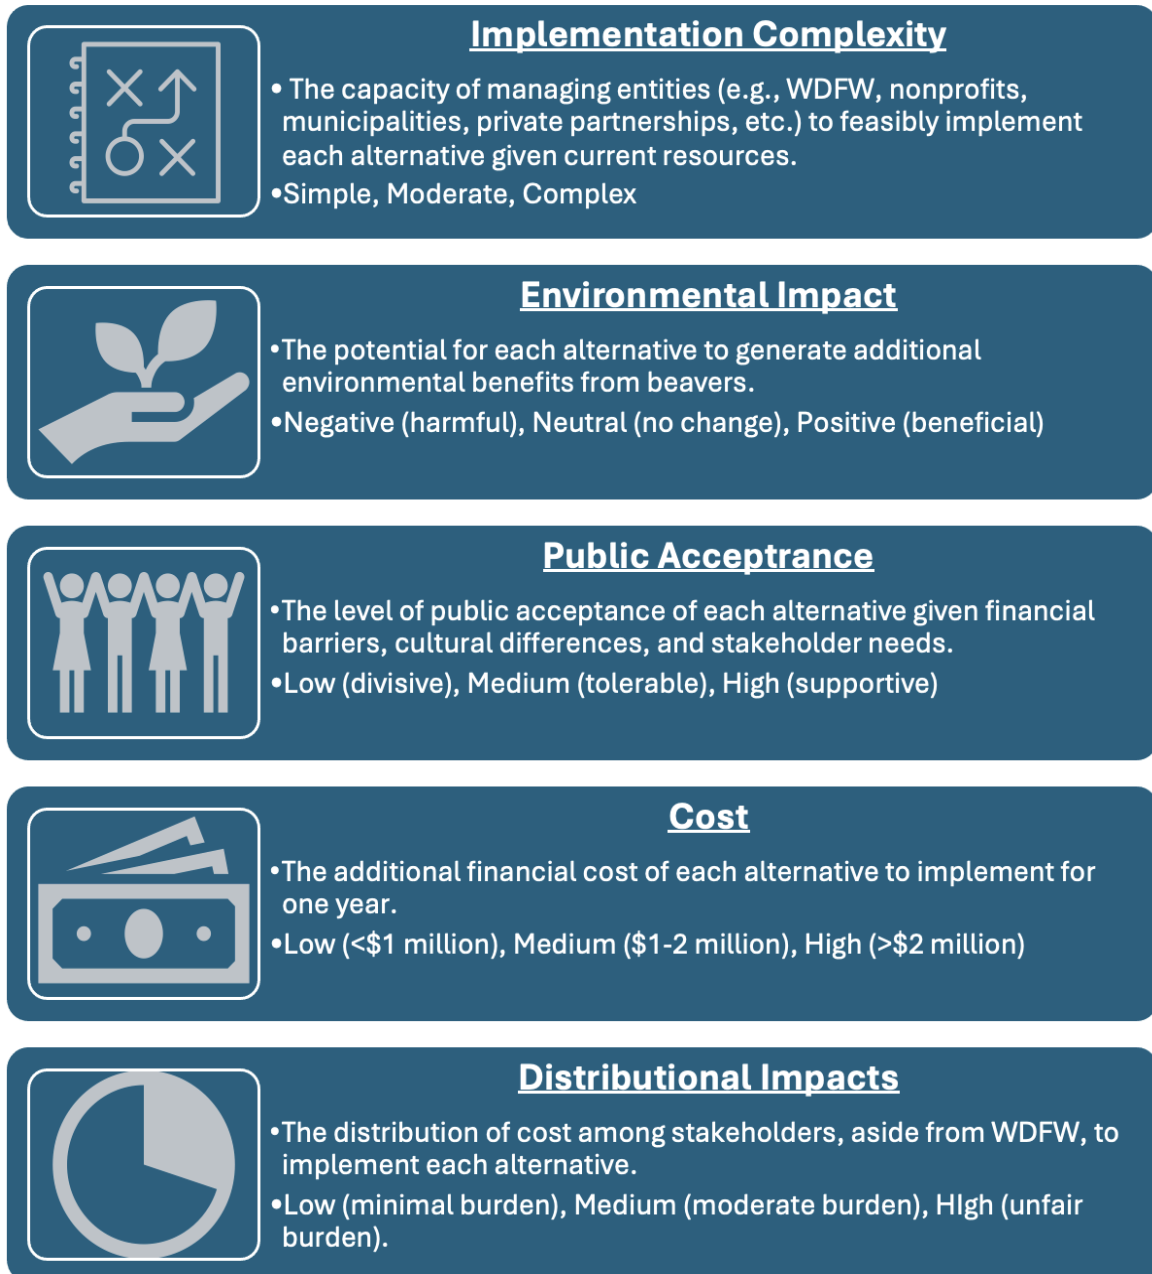 Implementation Complexity
• The capacity of managing entities (e.g., WDFW, nonprofits,
municipalities, private partnerships, etc.) to feasibly implement
each alternative given current resources.
•Simple, Moderate, Complex
Environmental Impact
•The potential for each alternative to generate additional
environmental benefits from beavers.
•Negative (harmful), Neutral (no change), Positive (beneficial)
Public Acceptrance
•The level of public acceptance of each alternative given financial
barriers, cultural differences, and stakeholder needs.
•Low (divisive), Medium (tolerable), High (supportive)
Cost
•The additional financial cost of each alternative to implement for
one year.
•Low (<$1 million), Medium ($1-2 million), High (>$2 million)
Distributional Impacts
•The distribution of cost among stakeholders, aside from WDFW, to
implement each alternative.
•Low (minimal burden), Medium (moderate burden), HIgh (unfair
burden).